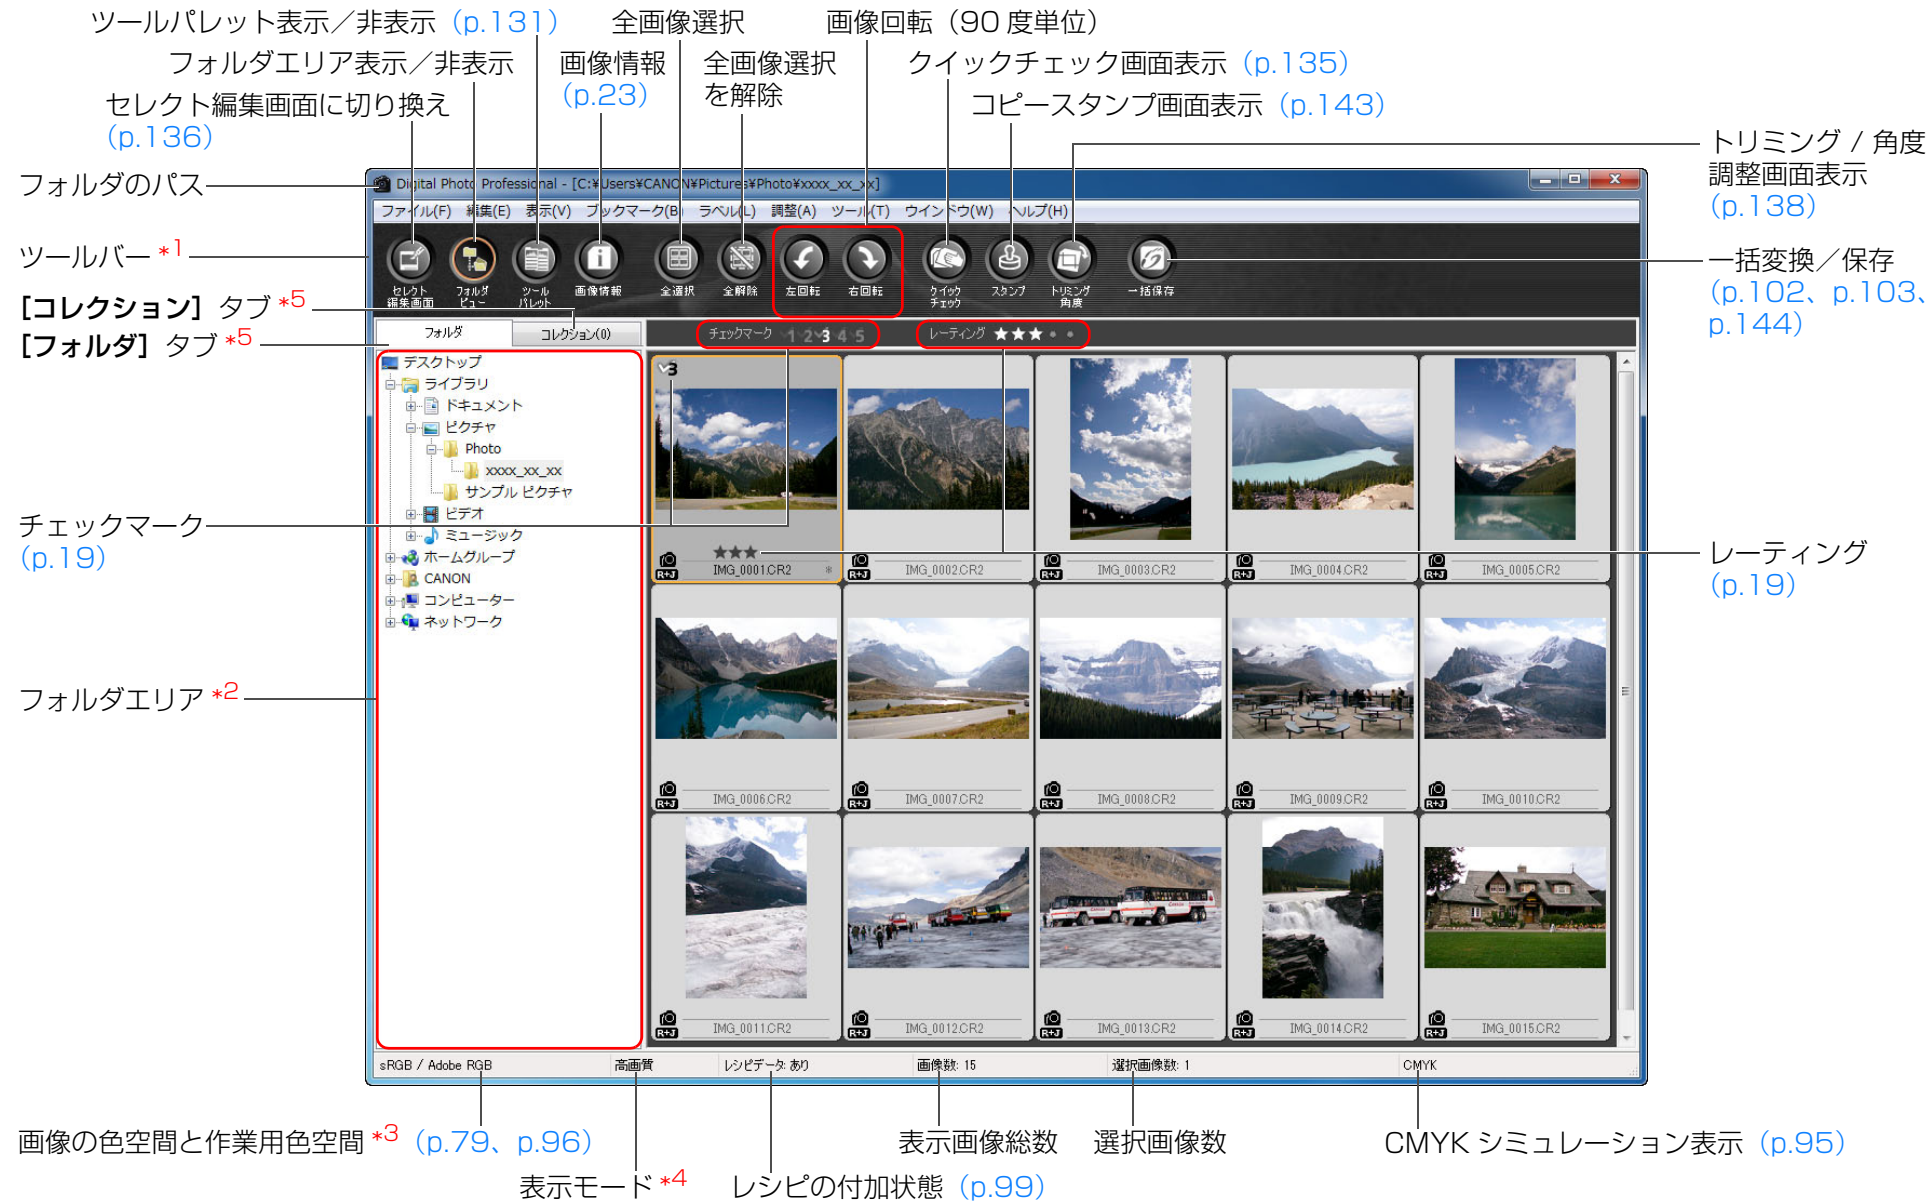 ツールパレット表示／非表示（p.131）
全画像選択
画像回転（90 度単位）
フォルダエリア表示／非表示
画像情報
（p.23）
全画像選択
を解除
クイックチェック画面表示（p.135）
セレクト編集画面に切り換え
（p.136）
コピースタンプ画面表示（p.143）
トリミング / 角度
調整画面表示
（p.138）
フォルダのパス
Digital Photo Professional - [C:¥Users¥CANON¥Pictures¥Photo¥xxxx_xx_xx]
ファイル(F) 編集(E) 表示(V) ブックマーク(B) ラベル(L) 調整(A) ツール(T) ウインドウ(W) ヘルプ(H)
ツールバー *1
セレクト
編集画面
フォルダ
ビュー
ツール
パレット
画像情報
全選択
全解除
左回転
右回転
クイック
チェック
スタンプ
トリミング
角度
一括保存
一括変換／保存
（p.102、p.103、
p.144）
［コレクション］タブ *5
［フォルダ］タブ *5
フォルダ
コレクション(0)
チェックマーク 1 2 3 4 5
レーティング ★★★
デスクトップ
ライブラリ
ドキュメント
ピクチャ
Photo
xxxx_xx_xx
サンプル ピクチャ
ビデオ
ミュージック
ホームグループ
CANON
コンピューター
ネットワーク
3
チェックマーク
（p.19）
レーティング
（p.19）
フォルダエリア *2
★★★
R+J IMG_0001.CR2 *
R+J IMG_0002.CR2
R+J IMG_0003.CR2
R+J IMG_0004.CR2
R+J IMG_0005.CR2
R+J IMG_0006.CR2
R+J IMG_0007.CR2
R+J IMG_0008.CR2
R+J IMG_0009.CR2
R+J IMG_0010.CR2
R+J IMG_0011.CR2
R+J IMG_0012.CR2
R+J IMG_0013.CR2
R+J IMG_0014.CR2
R+J IMG_0015.CR2
sRGB / Adobe RGB
高画質
レシピデータ: あり
画像数: 15
選択画像数: 1
CMYK
画像の色空間と作業用色空間 *3（p.79、p.96）
表示画像総数
選択画像数
CMYK シミュレーション表示（p.95）
表示モード *4
レシピの付加状態（p.99）